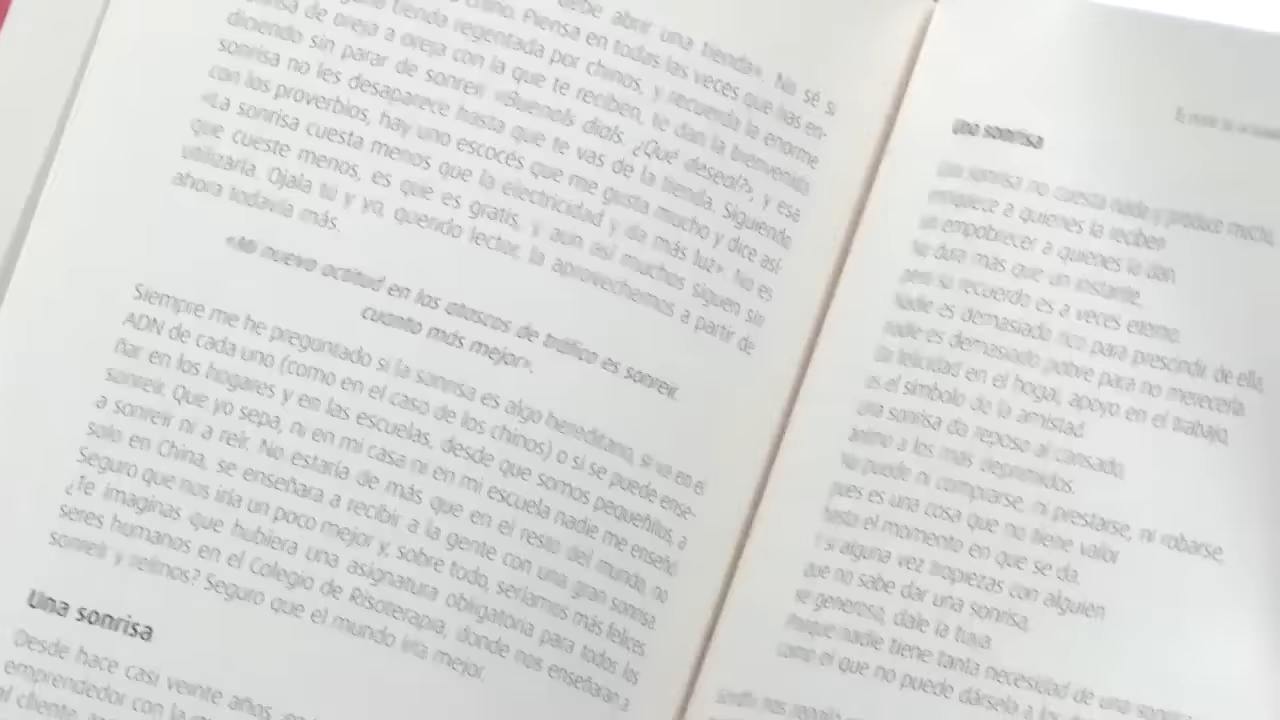 debe abrir una tienda». No sé si
chino. Piensa en todas las veces que has en-
tienda regentada por chinos, y recuerda la enorme
de oreja a oreja con la que te reciben, te dan la bienvenida
diciendo sin parar de sonreír: y esa
sonrisa no les desaparece hasta que te vas de la tienda. Siguiendo
con los proverbios, hay uno escocés que me gusta mucho y dice así:
«La sonrisa cuesta menos que la electricidad y da más luz». No es
que cueste menos, es que es gratis, y aun así muchos siguen sin
utilizarla. Ojalá tú y yo, querido lector, la aprovechemos a partir de
ahora todavía más.
«Mi nueva actitud en los atascos de tráfico es sonreír,
cuanto más mejor».
Siempre me he preguntado si la sonrisa es algo hereditario, si va en el
ADN de cada uno (como en el caso de los chinos) o si se puede ense-
ñar en los hogares y en las escuelas, desde que somos pequeñitos, a
sonreír. Que yo sepa, ni en mi casa ni en mi escuela nadie me enseñó
a sonreír ni a reír. No estaría de más que en el resto del mundo, no
solo en China, se enseñara a recibir a la gente con una gran sonrisa.
Seguro que nos iría un poco mejor y, sobre todo, seríamos más felices.
¿Te imaginas que hubiera una asignatura obligatoria para todos los
seres humanos en el Colegio de Risoterapia, donde nos enseñaran a
sonreír y reírnos? Seguro que el mundo iría mejor.
Una sonrisa
Desde hace casi veinte años,
emprendedor con la
al cliente,
Una sonrisa
Una sonrisa no cuesta nada y produce mucho,
enriquece a quienes la reciben
sin empobrecer a quienes la dan.
No dura más que un instante,
pero su recuerdo es a veces eterno.
Nadie es demasiado rico para prescindir de ella,
nadie es demasiado pobre para no merecerla.
Da felicidad en el hogar, apoyo en el trabajo,
es el símbolo de la amistad.
Una sonrisa da reposo al cansado,
ánimo a los más deprimidos.
No puede ni comprarse, ni prestarse, ni robarse,
pues es una cosa que no tiene valor
hasta el momento en que se da.
Y si alguna vez tropiezas con alguien
que no sabe dar una sonrisa,
sé generoso, dale la tuya.
Porque nadie tiene tanta necesidad de una
como el que no puede dársela a los